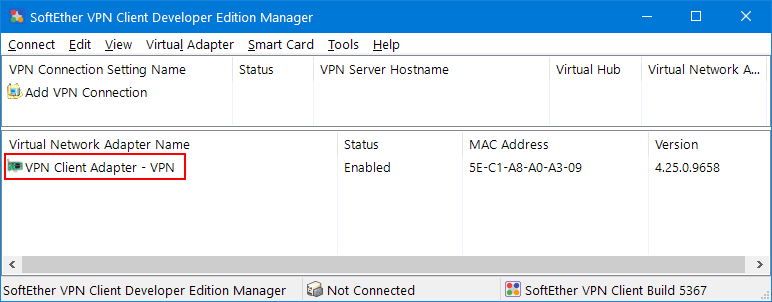 SoftEther VPN Client Developer Edition Manager
Connect Edit View Virtual Adapter Smart Card Tools Help
VPN Connection Setting Name Status VPN Server Hostname Virtual Hub Virtual Network A...
Add VPN Connection
Virtual Network Adapter Name Status MAC Address Version
VPN Client Adapter - VPN Enabled 5E-C1-A8-A0-A3-09 4.25.0.9658
SoftEther VPN Client Developer Edition Manager Not Connected SoftEther VPN Client Build 5367